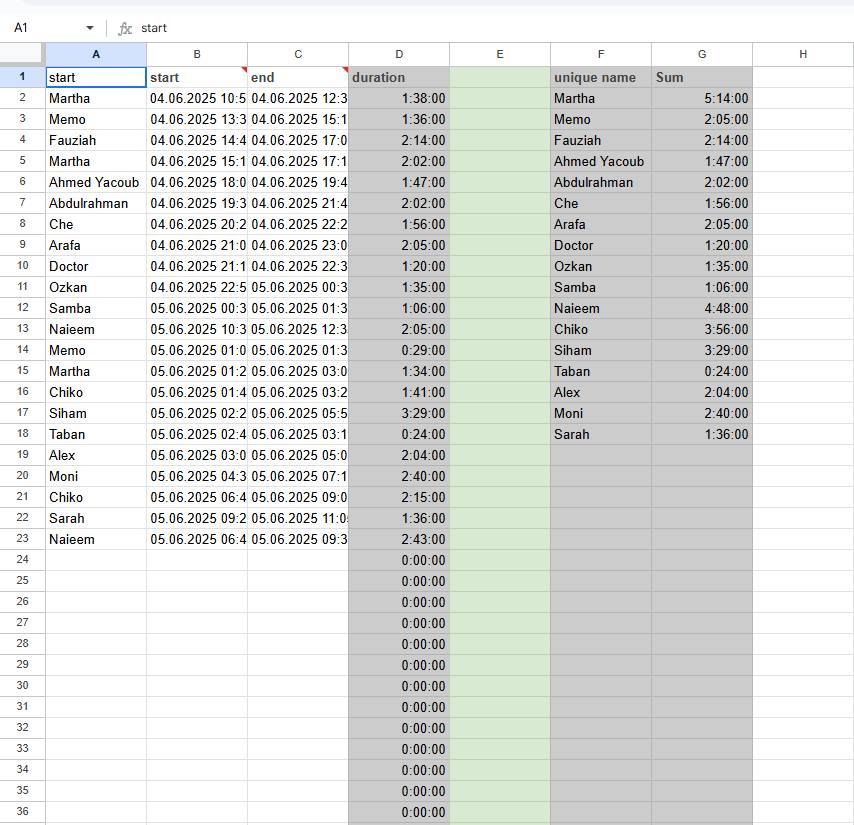 A1 fx start
A B C D E F G H
1 start start end duration unique name Sum
2 Martha 04.06.2025 10:5 04.06.2025 12:3 1:38:00 Martha 5:14:00
3 Memo 04.06.2025 13:3 04.06.2025 15:1 1:36:00 Memo 2:05:00
4 Fauziah 04.06.2025 14:4 04.06.2025 17:0 2:14:00 Fauziah 2:14:00
5 Martha 04.06.2025 15:1 04.06.2025 17:1 2:02:00 Ahmed Yacoub 1:47:00
6 Ahmed Yacoub 04.06.2025 18:0 04.06.2025 19:4 1:47:00 Abdulrahman 2:02:00
7 Abdulrahman 04.06.2025 19:3 04.06.2025 21:4 2:02:00 Che 1:56:00
8 Che 04.06.2025 20:2 04.06.2025 22:2 1:56:00 Arafa 2:05:00
9 Arafa 04.06.2025 21:0 04.06.2025 23:0 2:05:00 Doctor 1:20:00
10 Doctor 04.06.2025 21:1 04.06.2025 22:3 1:20:00 Ozkan 1:35:00
11 Ozkan 04.06.2025 22:5 05.06.2025 00:3 1:35:00 Samba 1:06:00
12 Samba 05.06.2025 00:3 05.06.2025 01:3 1:06:00 Naieem 4:48:00
13 Naieem 05.06.2025 10:3 05.06.2025 12:3 2:05:00 Chiko 3:56:00
14 Memo 05.06.2025 01:0 05.06.2025 01:3 0:29:00 Siham 3:29:00
15 Martha 05.06.2025 01:2 05.06.2025 03:0 1:34:00 Taban 0:24:00
16 Chiko 05.06.2025 01:4 05.06.2025 03:2 1:41:00 Alex 2:04:00
17 Siham 05.06.2025 02:2 05.06.2025 05:5 3:29:00 Moni 2:40:00
18 Taban 05.06.2025 02:4 05.06.2025 03:1 0:24:00 Sarah 1:36:00
19 Alex 05.06.2025 03:0 05.06.2025 05:0 2:04:00
20 Moni 05.06.2025 04:3 05.06.2025 07:1 2:40:00
21 Chiko 05.06.2025 06:4 05.06.2025 09:0 2:15:00
22 Sarah 05.06.2025 09:2 05.06.2025 11:0 1:36:00
23 Naieem 05.06.2025 06:4 05.06.2025 09:3 2:43:00
24 0:00:00
25 0:00:00
26 0:00:00
27 0:00:00
28 0:00:00
29 0:00:00
30 0:00:00
31 0:00:00
32 0:00:00
33 0:00:00
34 0:00:00
35 0:00:00
36 0:00:00